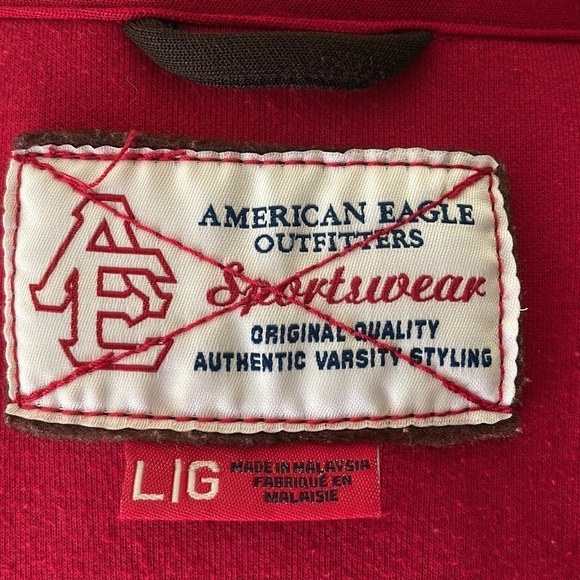 AE
AMERICAN EAGLE
OUTFITTERS
Sportswear
ORIGINAL QUALITY
AUTHENTIC VARSITY STYLING
L|G
MADE IN MALAYSIA
FABRIQUÉ EN
MALAISIE